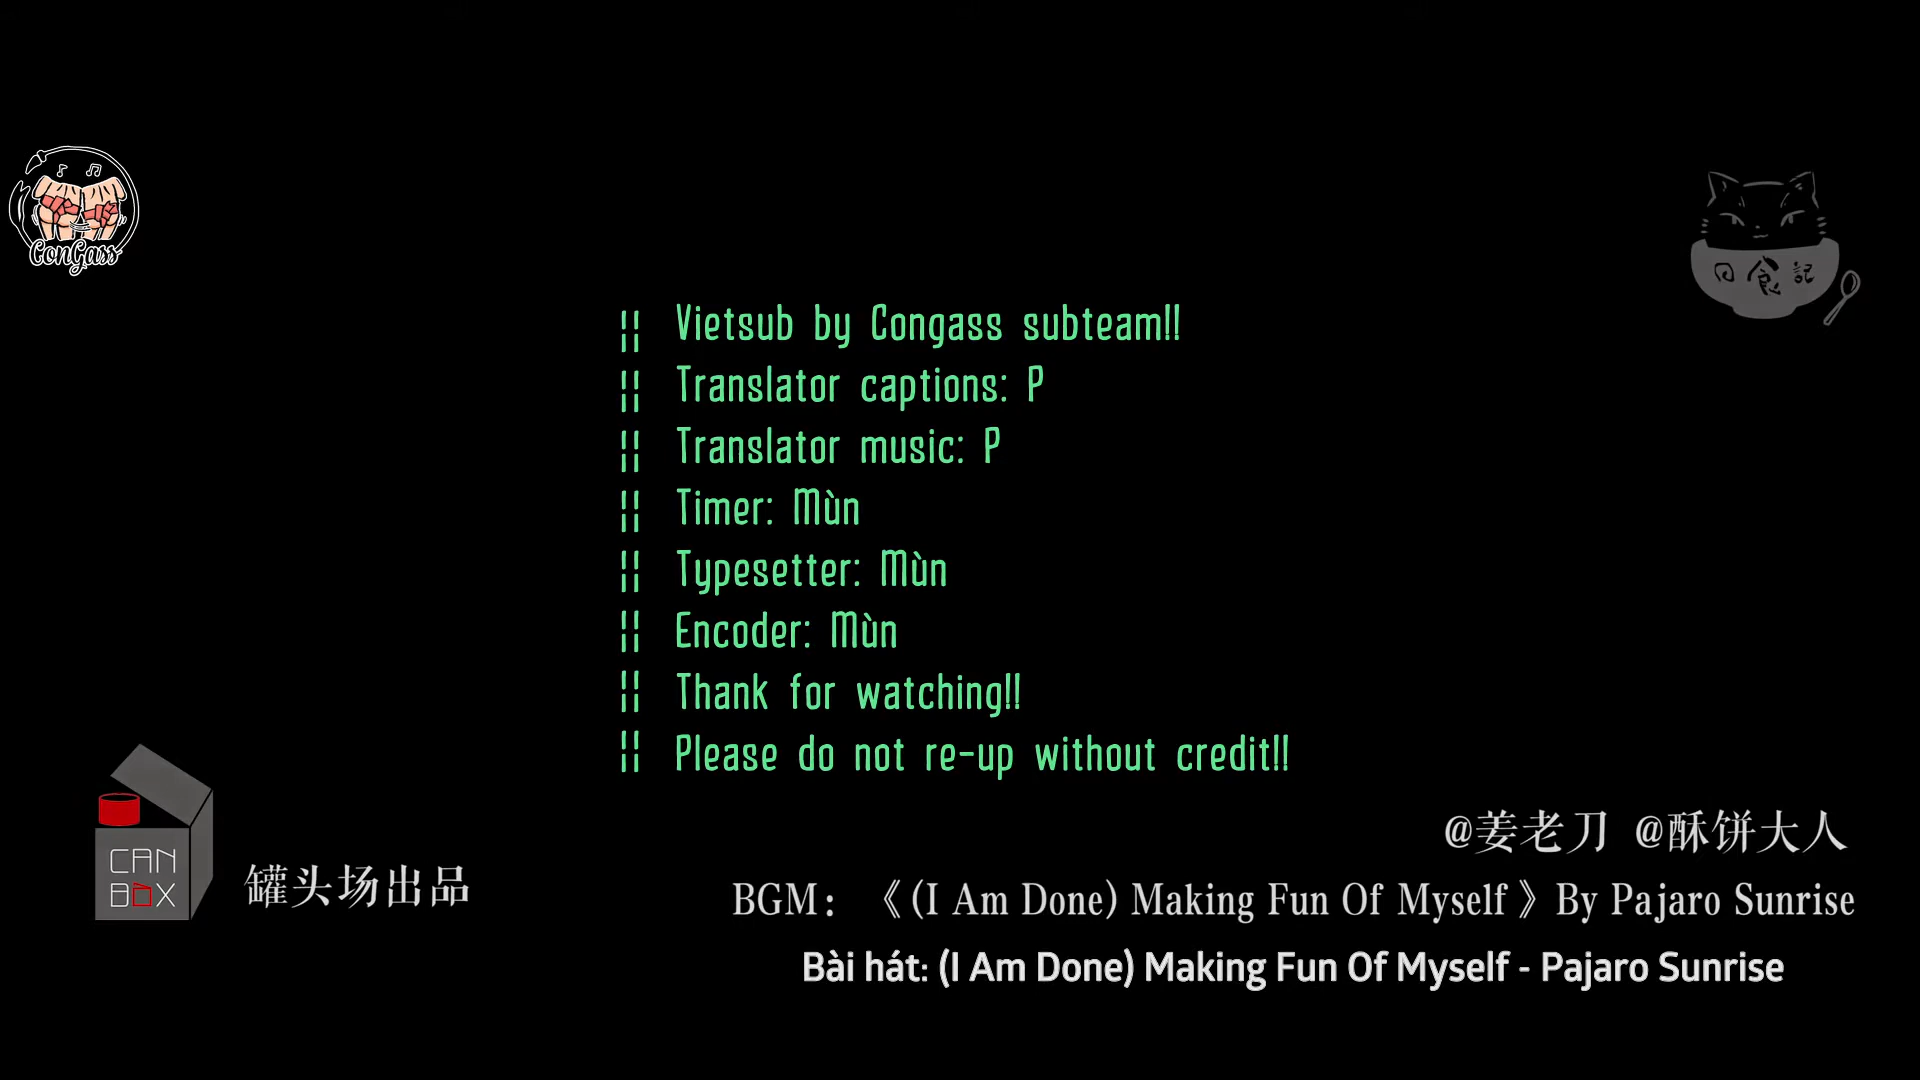 ConGass
日食記
¦¦ Vietsub by Congass subteam!!
¦¦ Translator captions: P
¦¦ Translator music: P
¦¦ Timer: Mùn
¦¦ Typesetter: Mùn
¦¦ Encoder: Mùn
¦¦ Thank for watching!!
¦¦ Please do not re-up without credit!!
CAN
BOX
罐头场出品
@姜老刀 @酥饼大人
BGM：《(I Am Done) Making Fun Of Myself》By Pajaro Sunrise
Bài hát: (I Am Done) Making Fun Of Myself - Pajaro Sunrise